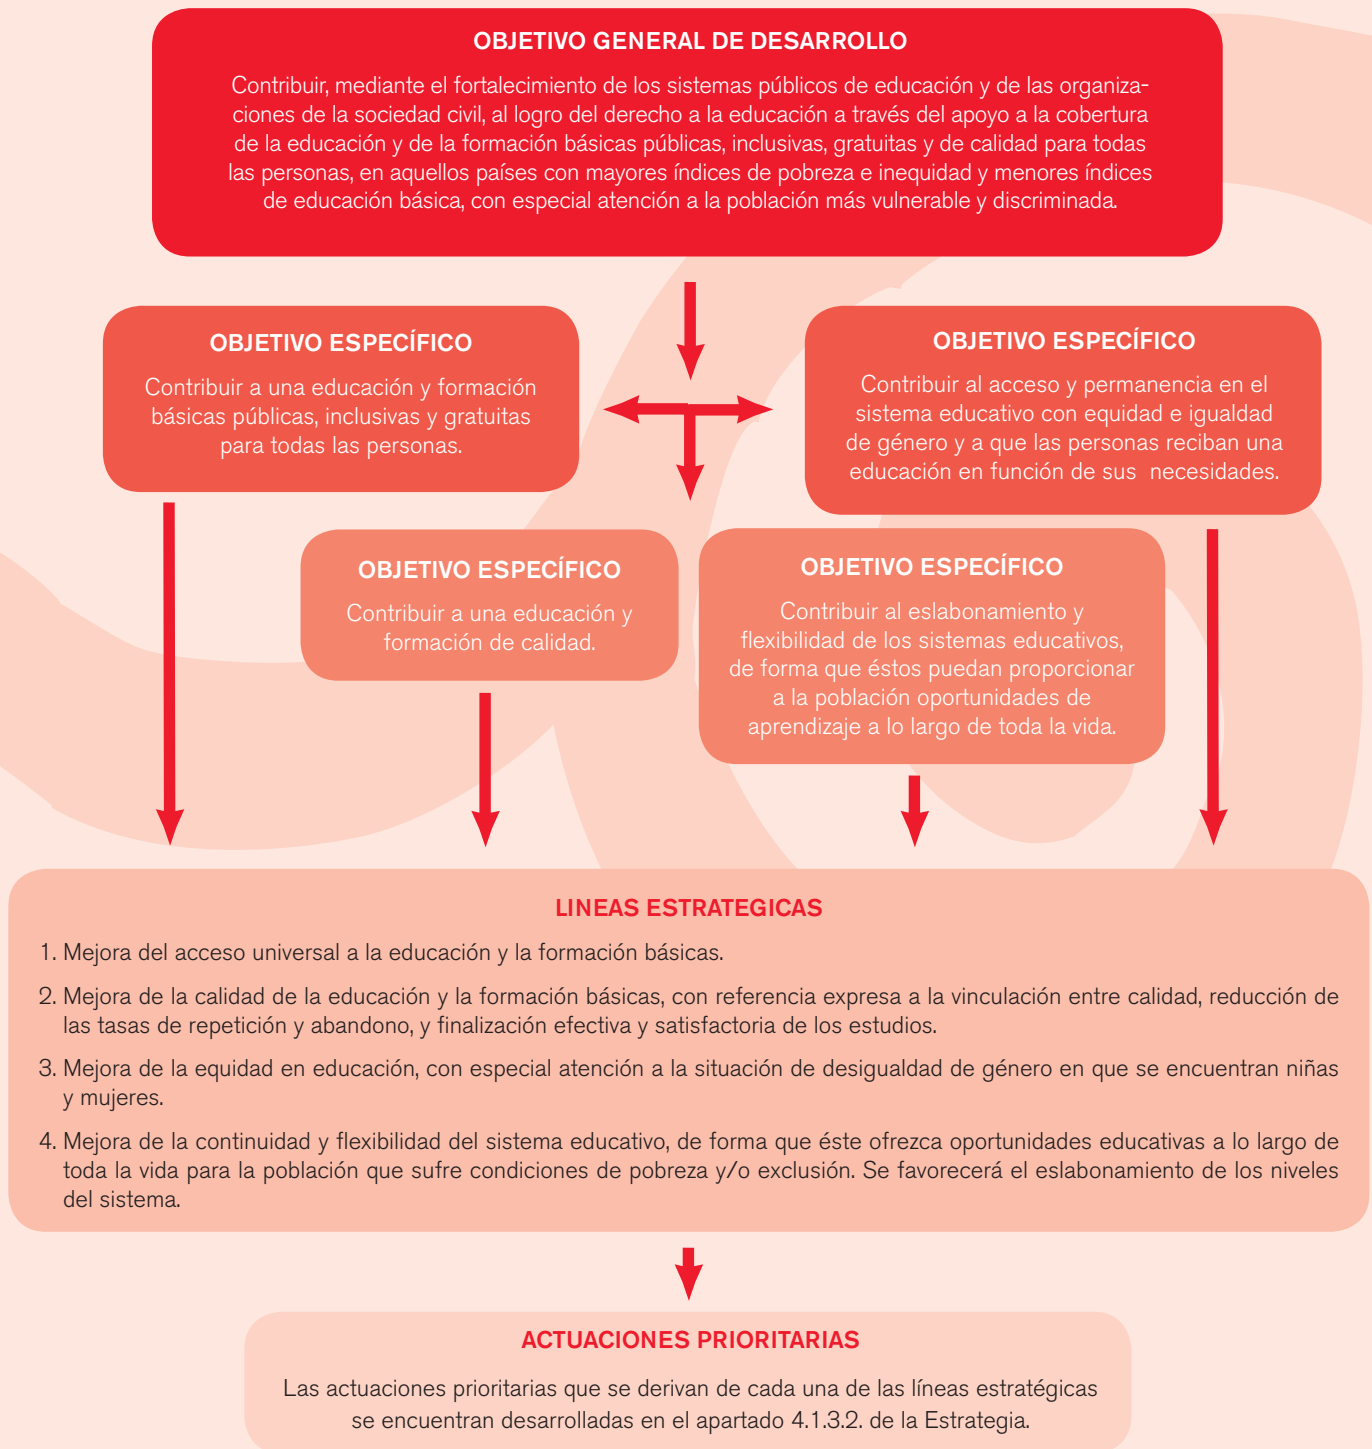 OBJETIVO GENERAL DE DESARROLLO
Contribuir, mediante el fortalecimiento de los sistemas públicos de educación y de las organiza-
ciones de la sociedad civil, al logro del derecho a la educación a través del apoyo a la cobertura
de la educación y de la formación básicas públicas, inclusivas, gratuitas y de calidad para todas
las personas, en aquellos países con mayores índices de pobreza e inequidad y menores índices
de educación básica, con especial atención a la población más vulnerable y discriminada.
OBJETIVO ESPECÍFICO
Contribuir a una educación y formación
básicas públicas, inclusivas y gratuitas
para todas las personas.
OBJETIVO ESPECÍFICO
Contribuir al acceso y permanencia en el
sistema educativo con equidad e igualdad
de género y a que las personas reciban una
educación en función de sus necesidades.
OBJETIVO ESPECÍFICO
Contribuir a una educación y
formación de calidad.
OBJETIVO ESPECÍFICO
Contribuir al eslabonamiento y
flexibilidad de los sistemas educativos,
de forma que éstos puedan proporcionar
a la población oportunidades de
aprendizaje a lo largo de toda la vida.
LINEAS ESTRATEGICAS
1. Mejora del acceso universal a la educación y la formación básicas.
2. Mejora de la calidad de la educación y la formación básicas, con referencia expresa a la vinculación entre calidad, reducción de
las tasas de repetición y abandono, y finalización efectiva y satisfactoria de los estudios.
3. Mejora de la equidad en educación, con especial atención a la situación de desigualdad de género en que se encuentran niñas
y mujeres.
4. Mejora de la continuidad y flexibilidad del sistema educativo, de forma que éste ofrezca oportunidades educativas a lo largo de
toda la vida para la población que sufre condiciones de pobreza y/o exclusión. Se favorecerá el eslabonamiento de los niveles
del sistema.
ACTUACIONES PRIORITARIAS
Las actuaciones prioritarias que se derivan de cada una de las líneas estratégicas
se encuentran desarrolladas en el apartado 4.1.3.2. de la Estrategia.